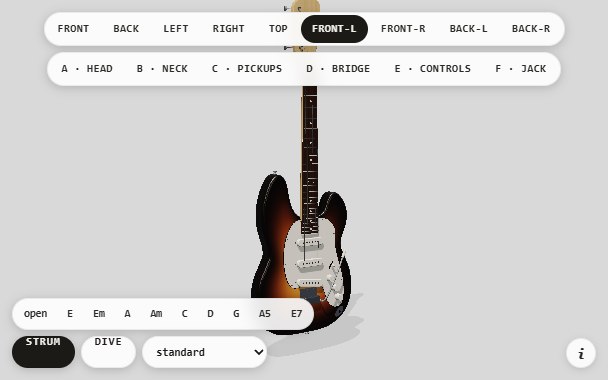 FRONT BACK LEFT RIGHT TOP FRONT-L FRONT-R BACK-L BACK-R
A · HEAD B · NECK C · PICKUPS D · BRIDGE E · CONTROLS F · JACK
open E Em A Am C D G A5 E7
STRUM DIVE standard i